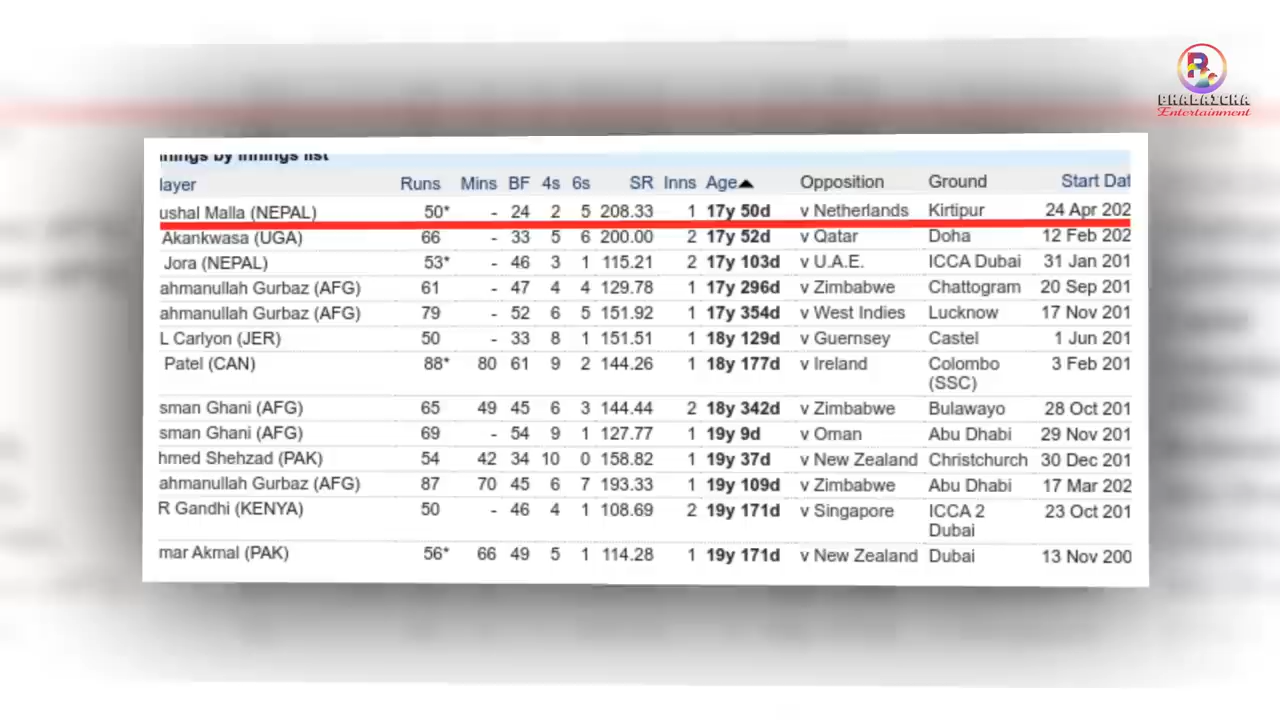 BHALAICHA
Entertainment
nnings by innings list
layer Runs Mins BF 4s 6s SR Inns Age▲ Opposition Ground Start Dat
ushal Malla (NEPAL) 50* - 24 2 5 208.33 1 17y 50d v Netherlands Kirtipur 24 Apr 202
Akankwasa (UGA) 66 - 33 5 6 200.00 2 17y 52d v Qatar Doha 12 Feb 202
Jora (NEPAL) 53* - 46 3 1 115.21 2 17y 103d v U.A.E. ICCA Dubai 31 Jan 201
ahmanullah Gurbaz (AFG) 61 - 47 4 4 129.78 1 17y 296d v Zimbabwe Chattogram 20 Sep 201
ahmanullah Gurbaz (AFG) 79 - 52 6 5 151.92 1 17y 354d v West Indies Lucknow 17 Nov 201
L Carlyon (JER) 50 - 33 8 1 151.51 1 18y 129d v Guernsey Castel 1 Jun 201
Patel (CAN) 88* 80 61 9 2 144.26 1 18y 177d v Ireland Colombo 3 Feb 201
(SSC)
sman Ghani (AFG) 65 49 45 6 3 144.44 2 18y 342d v Zimbabwe Bulawayo 28 Oct 201
sman Ghani (AFG) 69 - 54 9 1 127.77 1 19y 9d v Oman Abu Dhabi 29 Nov 201
hmed Shehzad (PAK) 54 42 34 10 0 158.82 1 19y 37d v New Zealand Christchurch 30 Dec 201
ahmanullah Gurbaz (AFG) 87 70 45 6 7 193.33 1 19y 109d v Zimbabwe Abu Dhabi 17 Mar 202
R Gandhi (KENYA) 50 - 46 4 1 108.69 2 19y 171d v Singapore ICCA 2 23 Oct 201
Dubai
mar Akmal (PAK) 56* 66 49 5 1 114.28 1 19y 171d v New Zealand Dubai 13 Nov 200